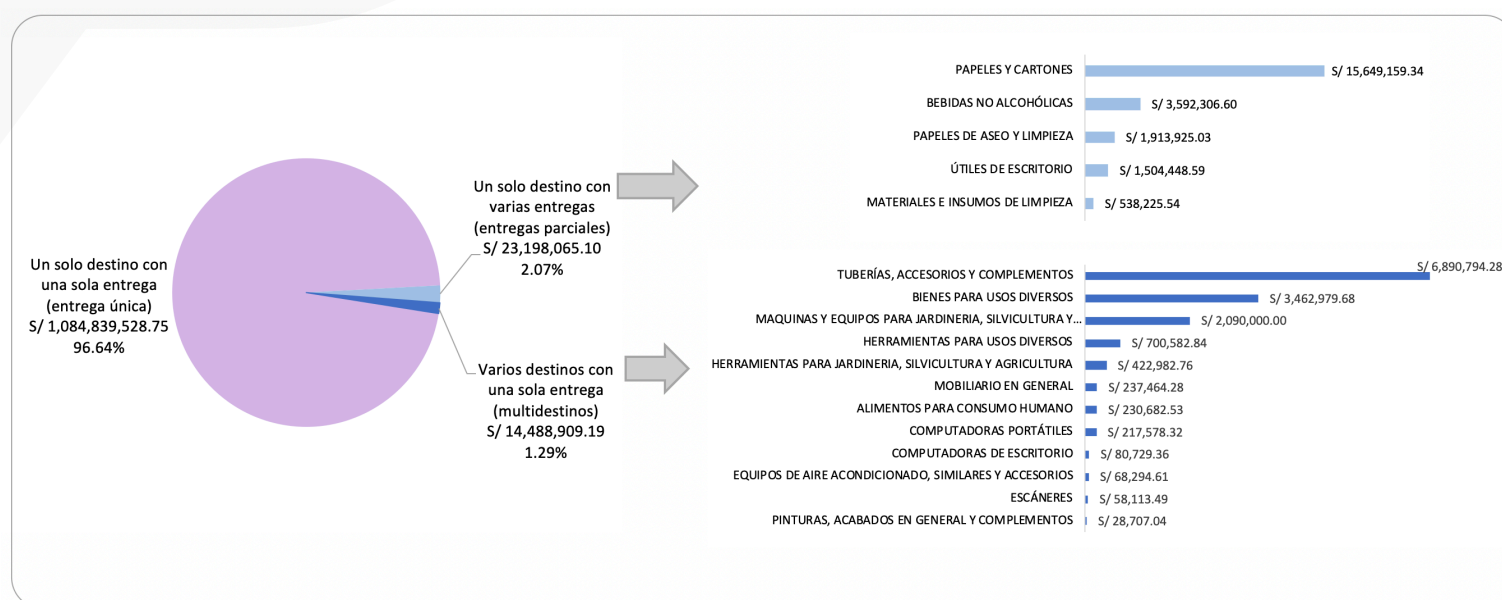 Un solo destino con
una sola entrega
(entrega única)
S/ 1,084,839,528.75
96.64%
Un solo destino con
varias entregas
(entregas parciales)
S/ 23,198,065.10
2.07%
Varios destinos con
una sola entrega
(multidestinos)
S/ 14,488,909.19
1.29%
PAPELES Y CARTONES S/ 15,649,159.34
BEBIDAS NO ALCOHÓLICAS S/ 3,592,306.60
PAPELES DE ASEO Y LIMPIEZA S/ 1,913,925.03
ÚTILES DE ESCRITORIO S/ 1,504,448.59
MATERIALES E INSUMOS DE LIMPIEZA S/ 538,225.54
TUBERÍAS, ACCESORIOS Y COMPLEMENTOS S/ 6,890,794.28
BIENES PARA USOS DIVERSOS S/ 3,462,979.68
MAQUINAS Y EQUIPOS PARA JARDINERIA, SILVICULTURA Y... S/ 2,090,000.00
HERRAMIENTAS PARA USOS DIVERSOS S/ 700,582.84
HERRAMIENTAS PARA JARDINERIA, SILVICULTURA Y AGRICULTURA S/ 422,982.76
MOBILIARIO EN GENERAL S/ 237,464.28
ALIMENTOS PARA CONSUMO HUMANO S/ 230,682.53
COMPUTADORAS PORTÁTILES S/ 217,578.32
COMPUTADORAS DE ESCRITORIO S/ 80,729.36
EQUIPOS DE AIRE ACONDICIONADO, SIMILARES Y ACCESORIOS S/ 68,294.61
ESCÁNERES S/ 58,113.49
PINTURAS, ACABADOS EN GENERAL Y COMPLEMENTOS S/ 28,707.04